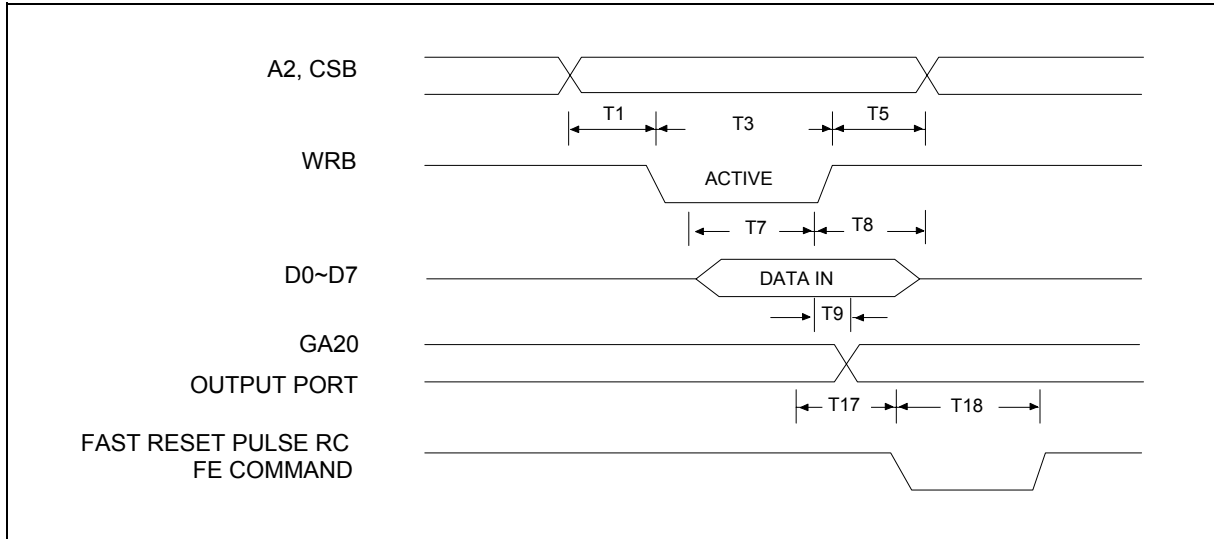 A2, CSB
T1
T3
T5
WRB
ACTIVE
T7
T8
D0~D7
DATA IN
T9
GA20
OUTPUT PORT
T17
T18
FAST RESET PULSE RC
FE COMMAND